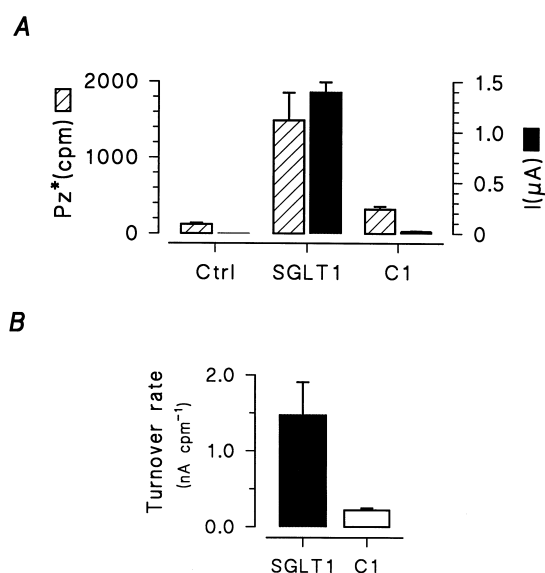 A
Pz*(cpm)
2000
1000
0
1.5
1.0
0.5
0
I(µA)
Ctrl SGLT1 C1
B
Turnover rate
(nA cpm⁻¹)
2.0
1.0
0.0
SGLT1 C1